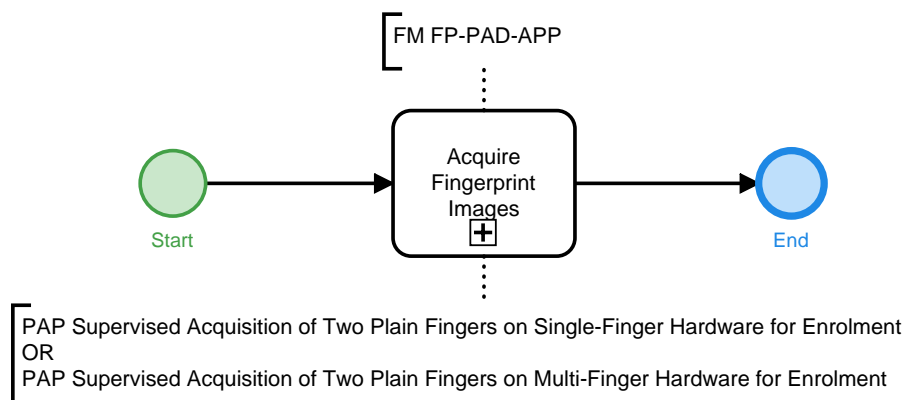 FM FP-PAD-APP
Acquire
Fingerprint
Images
Start
End
PAP Supervised Acquisition of Two Plain Fingers on Single-Finger Hardware for Enrolment
OR
PAP Supervised Acquisition of Two Plain Fingers on Multi-Finger Hardware for Enrolment